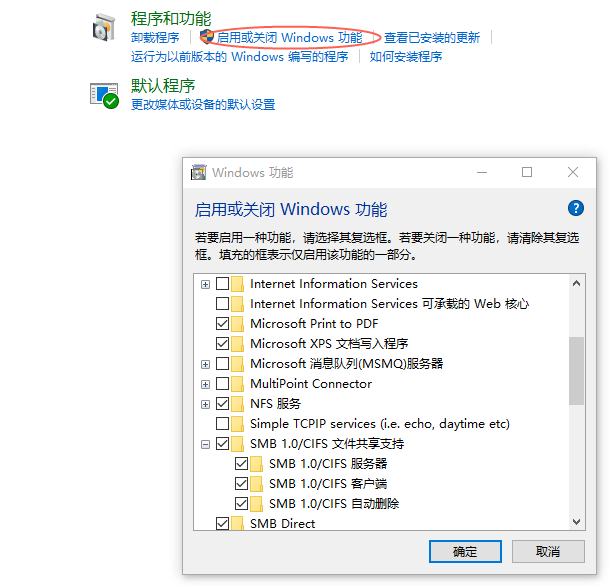 程序和功能
卸载程序 启用或关闭 Windows 功能 查看已安装的更新
运行为以前版本的 Windows 编写的程序 如何安装程序
默认程序
更改媒体或设备的默认设置
Windows 功能
启用或关闭 Windows 功能
?
若要启用一种功能，请选择其复选框。若要关闭一种功能，请清除其复选
框。填充的框表示仅启用该功能的一部分。
Internet Information Services
Internet Information Services 可承载的 Web 核心
Microsoft Print to PDF
Microsoft XPS 文档写入程序
Microsoft 消息队列(MSMQ)服务器
MultiPoint Connector
NFS 服务
Simple TCPIP services (i.e. echo, daytime etc)
SMB 1.0/CIFS 文件共享支持
SMB 1.0/CIFS 服务器
SMB 1.0/CIFS 客户端
SMB 1.0/CIFS 自动删除
SMB Direct
确定 取消